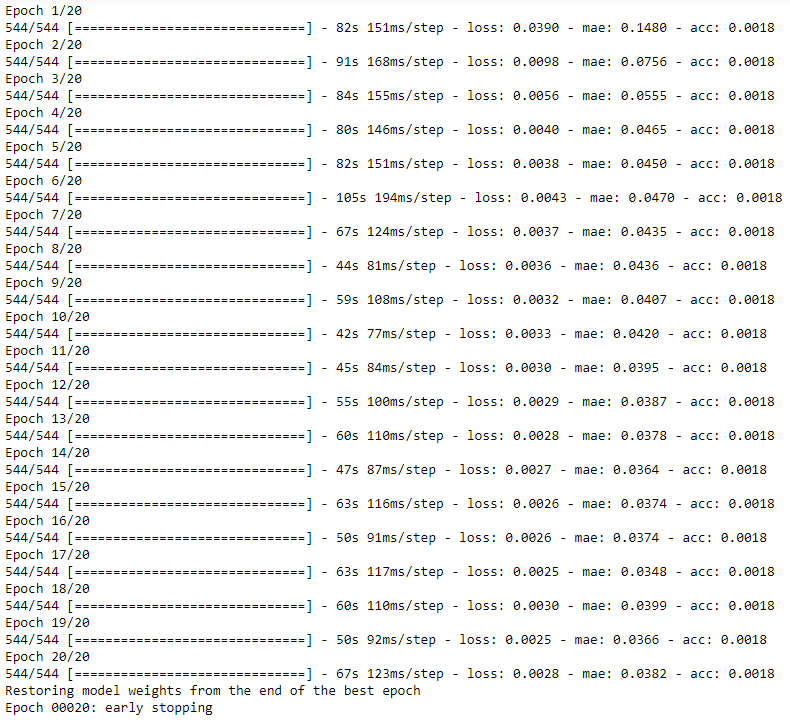 Epoch 1/20
544/544 [==============================] - 82s 151ms/step - loss: 0.0390 - mae: 0.1480 - acc: 0.0018
Epoch 2/20
544/544 [==============================] - 91s 168ms/step - loss: 0.0098 - mae: 0.0756 - acc: 0.0018
Epoch 3/20
544/544 [==============================] - 84s 155ms/step - loss: 0.0056 - mae: 0.0555 - acc: 0.0018
Epoch 4/20
544/544 [==============================] - 80s 146ms/step - loss: 0.0040 - mae: 0.0465 - acc: 0.0018
Epoch 5/20
544/544 [==============================] - 82s 151ms/step - loss: 0.0038 - mae: 0.0450 - acc: 0.0018
Epoch 6/20
544/544 [==============================] - 105s 194ms/step - loss: 0.0043 - mae: 0.0470 - acc: 0.0018
Epoch 7/20
544/544 [==============================] - 67s 124ms/step - loss: 0.0037 - mae: 0.0435 - acc: 0.0018
Epoch 8/20
544/544 [==============================] - 44s 81ms/step - loss: 0.0036 - mae: 0.0436 - acc: 0.0018
Epoch 9/20
544/544 [==============================] - 59s 108ms/step - loss: 0.0032 - mae: 0.0407 - acc: 0.0018
Epoch 10/20
544/544 [==============================] - 42s 77ms/step - loss: 0.0033 - mae: 0.0420 - acc: 0.0018
Epoch 11/20
544/544 [==============================] - 45s 84ms/step - loss: 0.0030 - mae: 0.0395 - acc: 0.0018
Epoch 12/20
544/544 [==============================] - 55s 100ms/step - loss: 0.0029 - mae: 0.0387 - acc: 0.0018
Epoch 13/20
544/544 [==============================] - 60s 110ms/step - loss: 0.0028 - mae: 0.0378 - acc: 0.0018
Epoch 14/20
544/544 [==============================] - 47s 87ms/step - loss: 0.0027 - mae: 0.0364 - acc: 0.0018
Epoch 15/20
544/544 [==============================] - 63s 116ms/step - loss: 0.0026 - mae: 0.0374 - acc: 0.0018
Epoch 16/20
544/544 [==============================] - 50s 91ms/step - loss: 0.0026 - mae: 0.0374 - acc: 0.0018
Epoch 17/20
544/544 [==============================] - 63s 117ms/step - loss: 0.0025 - mae: 0.0348 - acc: 0.0018
Epoch 18/20
544/544 [==============================] - 60s 110ms/step - loss: 0.0030 - mae: 0.0399 - acc: 0.0018
Epoch 19/20
544/544 [==============================] - 50s 92ms/step - loss: 0.0025 - mae: 0.0366 - acc: 0.0018
Epoch 20/20
544/544 [==============================] - 67s 123ms/step - loss: 0.0028 - mae: 0.0382 - acc: 0.0018
Restoring model weights from the end of the best epoch
Epoch 00020: early stopping